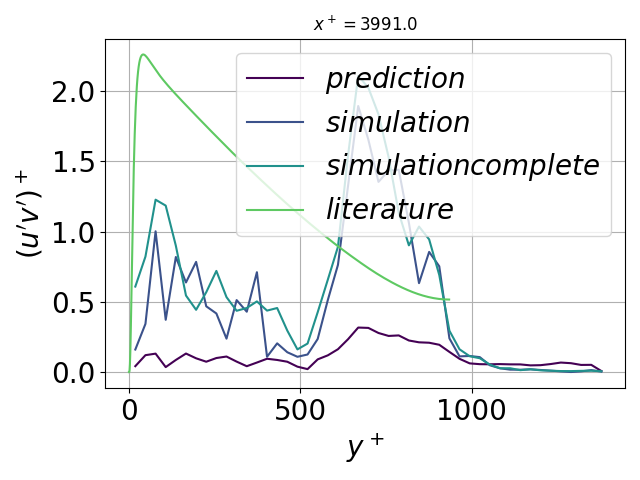 x⁺ = 3991.0
prediction
simulation
simulationcomplete
literature
(u′v′)⁺
2.0
1.5
1.0
0.5
0.0
0 500 1000
y⁺